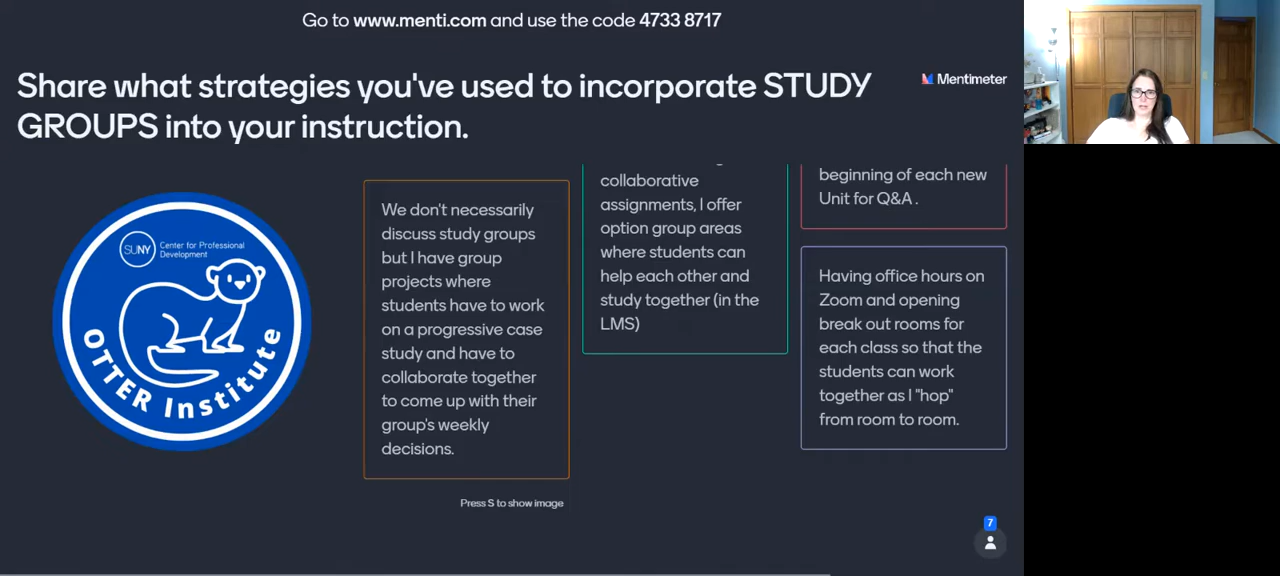 Go to www.menti.com and use the code 4733 8717
Share what strategies you've used to incorporate STUDY
GROUPS into your instruction.
Mentimeter
SUNY
Center for Professional
Development
OTTER Institute
We don't necessarily
discuss study groups
but I have group
projects where
students have to work
on a progressive case
study and have to
collaborate together
to come up with their
group's weekly
decisions.
collaborative
assignments, I offer
option group areas
where students can
help each other and
study together (in the
LMS)
beginning of each new
Unit for Q&A .
Having office hours on
Zoom and opening
break out rooms for
each class so that the
students can work
together as I "hop"
from room to room.
Press S to show image
7